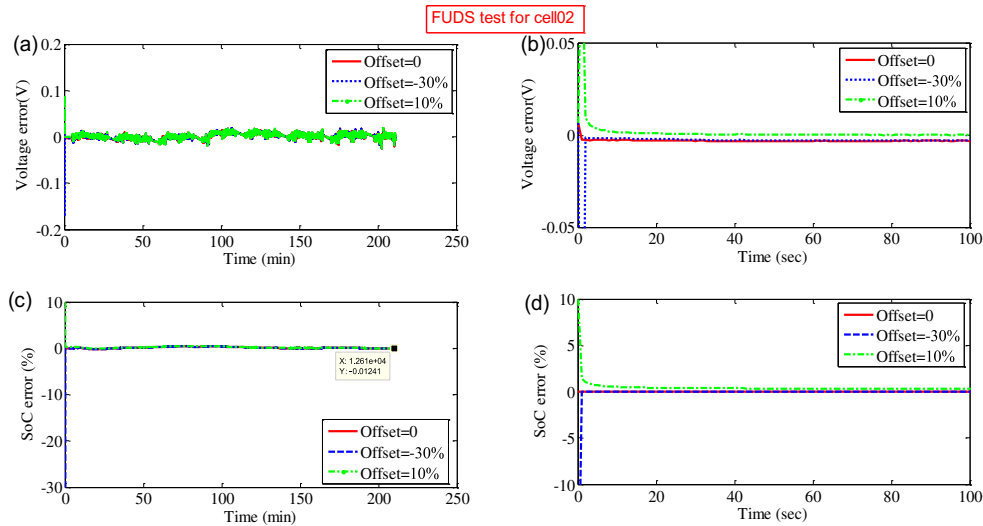 FUDS test for cell02
(a)
0.2
0.1
0
-0.1
-0.2
Voltage error(V)
0
50
100
150
200
250
Time (min)
Offset=0
Offset=-30%
Offset=10%
(b)
0.05
0
-0.05
Voltage error(V)
0
20
40
60
80
100
Time (sec)
Offset=0
Offset=-30%
Offset=10%
(c)
10
0
-10
-20
-30
SoC error (%)
0
50
100
150
200
250
Time (min)
X: 1.261e+04
Y: -0.01241
Offset=0
Offset=-30%
Offset=10%
(d)
10
5
0
-5
-10
SoC error (%)
0
20
40
60
80
100
Time (sec)
Offset=0
Offset=-30%
Offset=10%